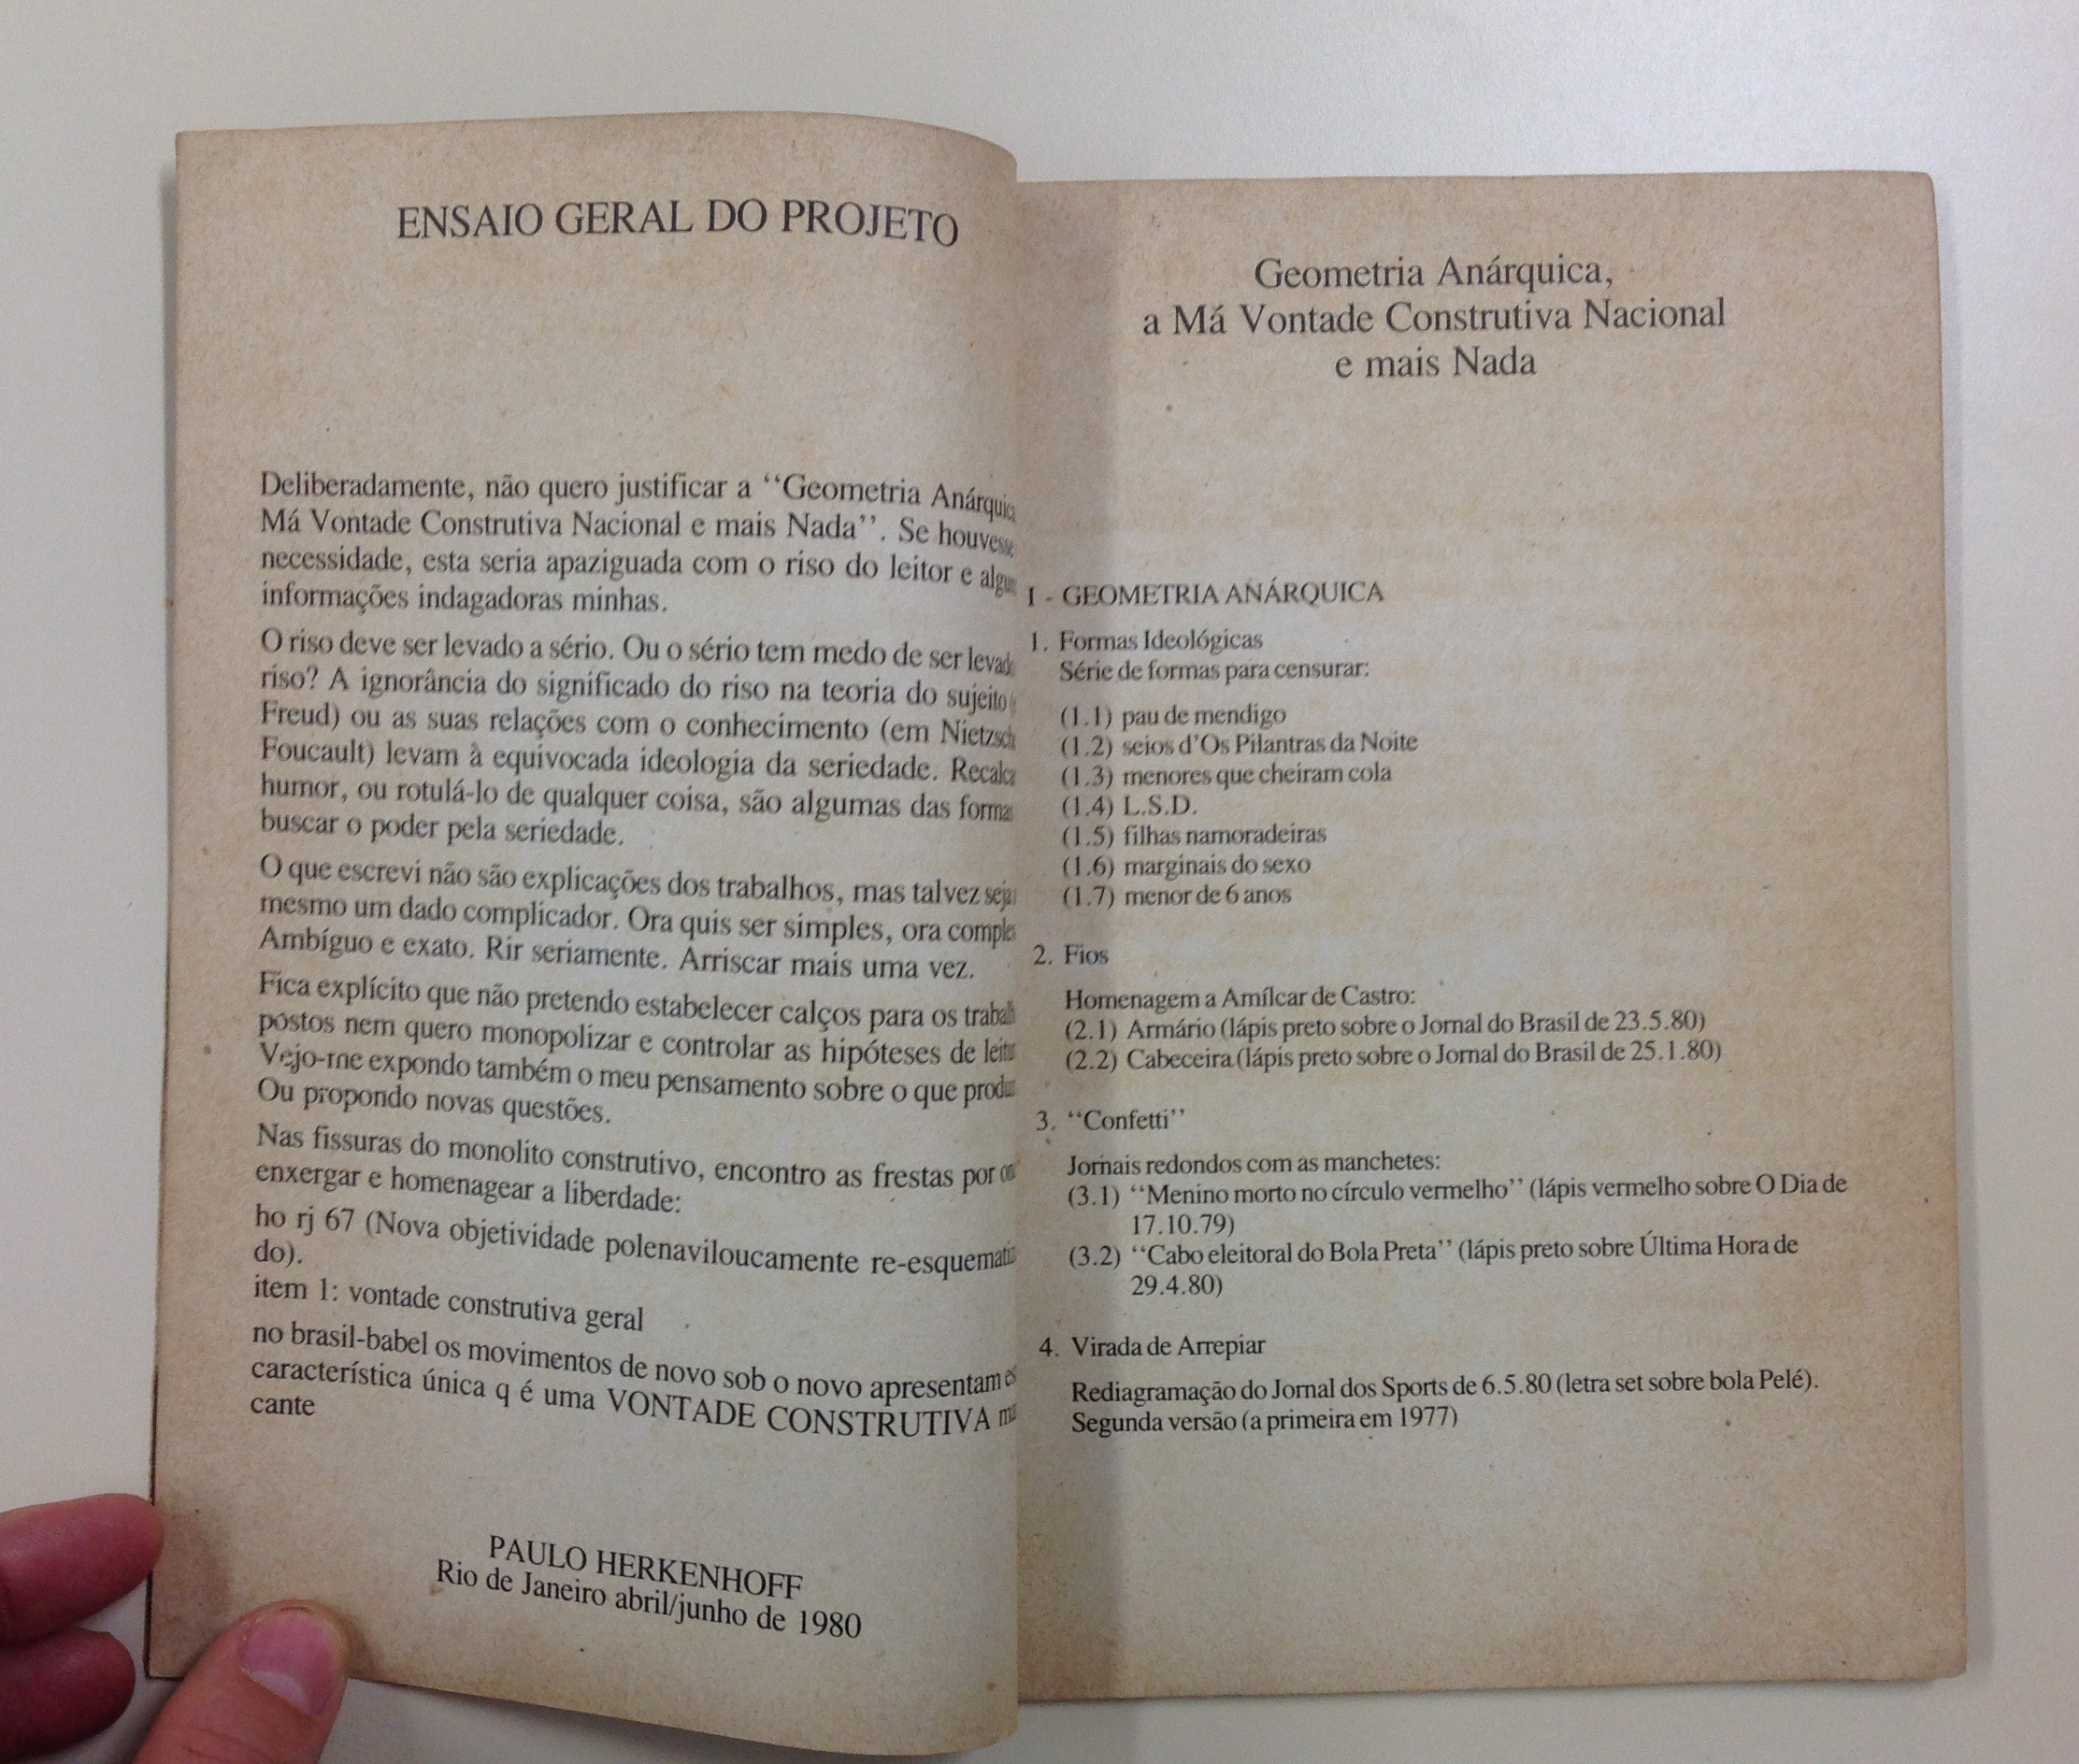 ENSAIO GERAL DO PROJETO
Deliberadamente, não quero justificar a ‘‘Geometria
Má Vontade Construtiva Nacional e mais Nada’’. Se
necessidade, esta seria apaziguada com o riso do leitor e
informações indagadoras minhas.
O riso deve ser levado a sério. Ou o sério tem medo de ser
riso? A ignorância do significado do riso na teoria do sujeito
Freud) ou as suas relações com o conhecimento (em
Foucault) levam à equivocada ideologia da seriedade.
humor, ou rotulá-lo de qualquer coisa, são algumas das
buscar o poder pela seriedade.
O que escrevi não são explicações dos trabalhos, mas talvez
mesmo um dado complicador. Ora quis ser simples, ora
Ambíguo e exato. Rir seriamente. Arriscar mais uma vez.
Fica explícito que não pretendo estabelecer calços para os
postos nem quero monopolizar e controlar as hipóteses de
Vejo-me expondo também o meu pensamento sobre o que
Ou propondo novas questões.
Nas fissuras do monolito construtivo, encontro as frestas por
enxergar e homenagear a liberdade:
ho rj 67 (Nova objetividade polenaviloucamente
do).
item 1: vontade construtiva geral
no brasil-babel os movimentos de novo sob o novo apresentam
característica única q é uma VONTADE CONSTRUTIVA
cante
PAULO HERKENHOFF
Rio de Janeiro abril/junho de 1980
Geometria Anárquica,
a Má Vontade Construtiva Nacional
e mais Nada
I - GEOMETRIA ANÁRQUICA
1. Formas Ideológicas
Série de formas para censurar:
(1.1) pau de mendigo
(1.2) seios d’Os Pilantras da Noite
(1.3) menores que cheiram cola
(1.4) L.S.D.
(1.5) filhas namoradeiras
(1.6) marginais do sexo
(1.7) menor de 6 anos
2. Fios
Homenagem a Amílcar de Castro:
(2.1) Armário (lápis preto sobre o Jornal do Brasil de 23.5.80)
(2.2) Cabeceira (lápis preto sobre o Jornal do Brasil de 25.1.80)
3. ‘‘Confetti’’
Jornais redondos com as manchetes:
(3.1) ‘‘Menino morto no círculo vermelho’’ (lápis vermelho sobre O Dia de
17.10.79)
(3.2) ‘‘Cabo eleitoral do Bola Preta’’ (lápis preto sobre Última Hora de
29.4.80)
4. Virada de Arrepiar
Rediagramação do Jornal dos Sports de 6.5.80 (letra set sobre bola Pelé).
Segunda versão (a primeira em 1977)